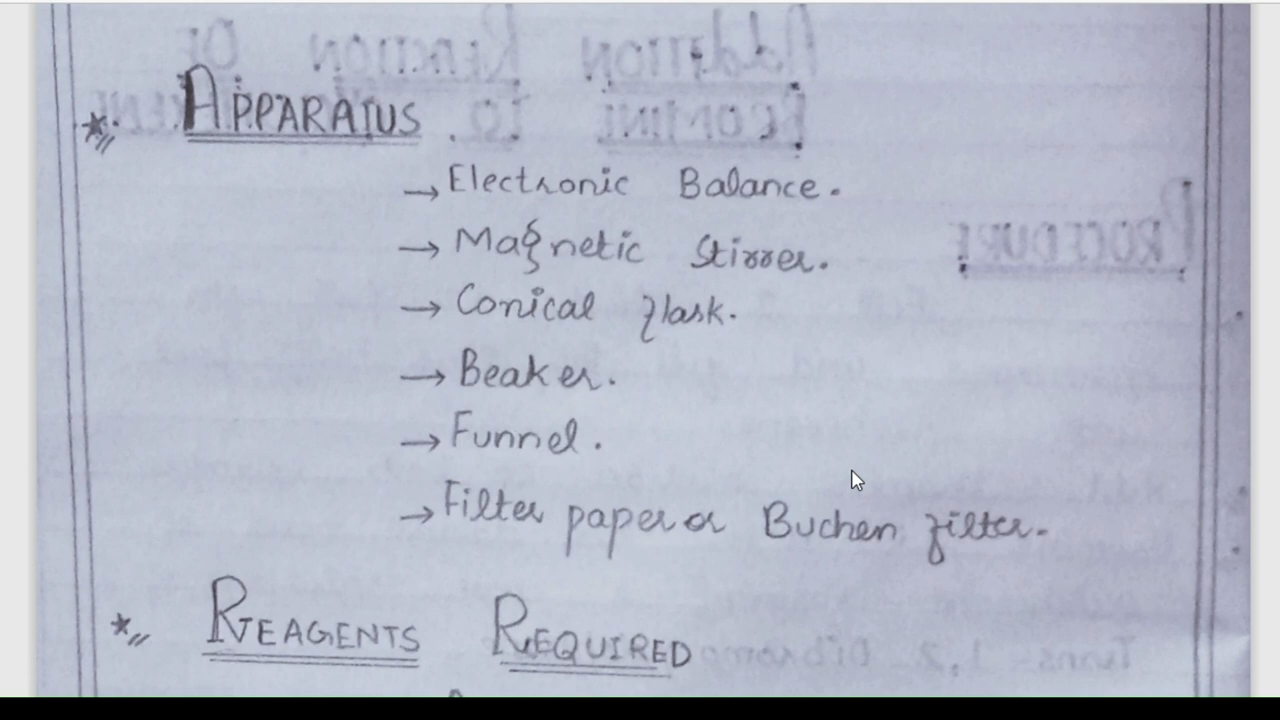 * APPARATUS
→ Electronic Balance.
→ Magnetic Stirrer.
→ Conical flask.
→ Beaker.
→ Funnel.
→ Filter paper or Buchen filter.
* REAGENTS REQUIRED